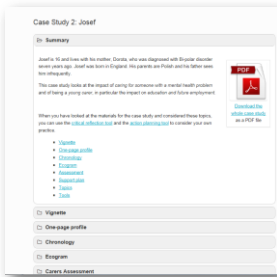 Case Study 2: Josef
Summary
Josef is 16 and lives with his mother, Dorota, who was diagnosed with Bipolar disorder
seven years ago. Josef was born in England. His parents are Polish and his father sees
him infrequently.
This case study looks at the impact of caring for someone with a mental health problem
and of being a young carer, in particular the impact on education and future employment
When you have looked at the materials for the case study and considered these topics,
you can use the critical reflection tool and the action planning tool to consider your own
practice.
PDF
Download the
whole case study
as a PDF file
Vignette
One-page profile
Chronology
Ecogram
Assessment
Support plan
Topics
Tools
Vignette
One-page profile
Chronology
Ecogram
Carers Assessment